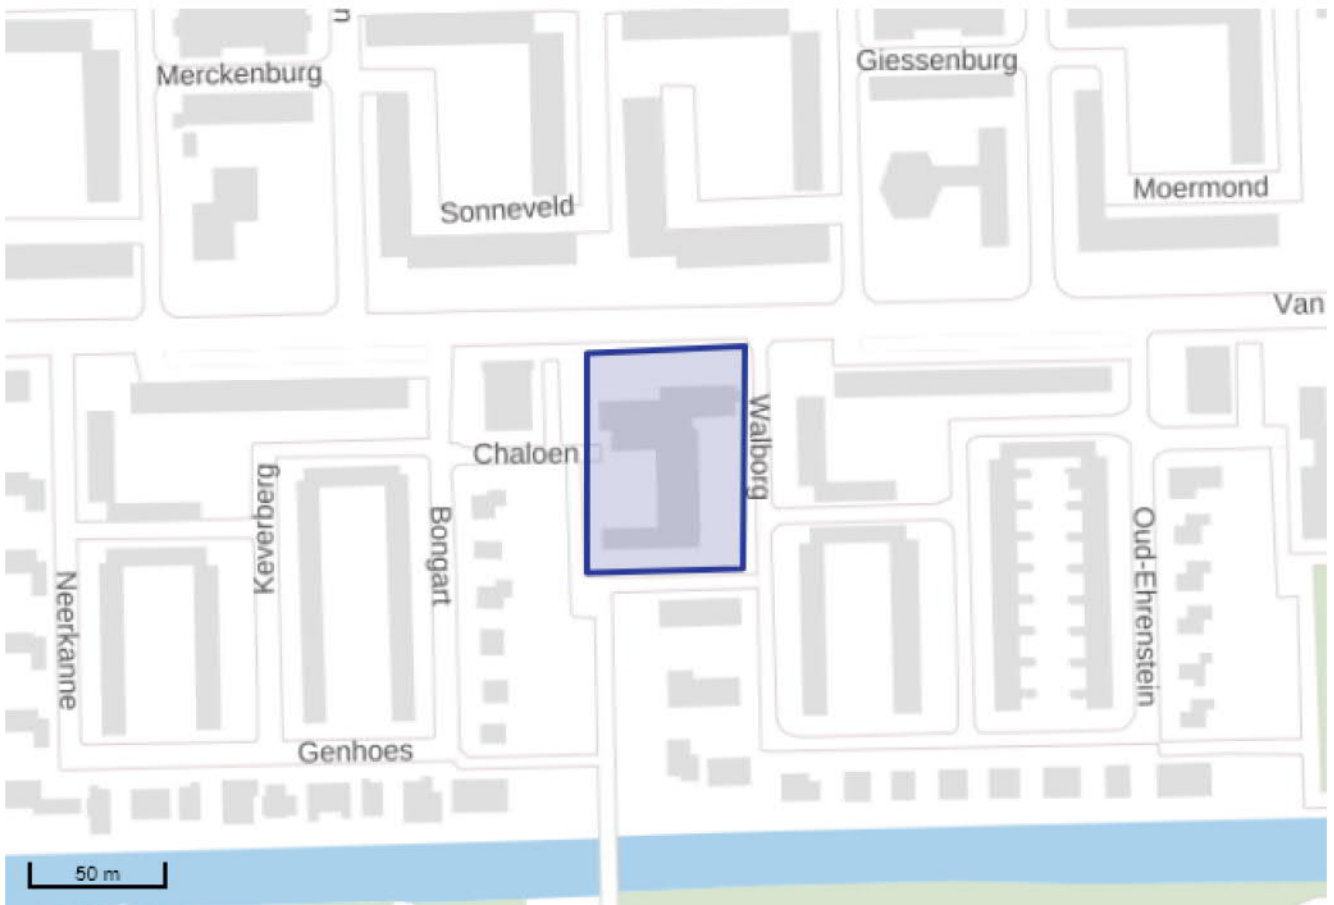 n
Merckenburg
Giessenburg
Sonneveld
Moermond
Van
Chaloen
Walborg
Keverberg
Bongart
Oud-Ehrenstein
Neerkanne
Genhoes
50 m